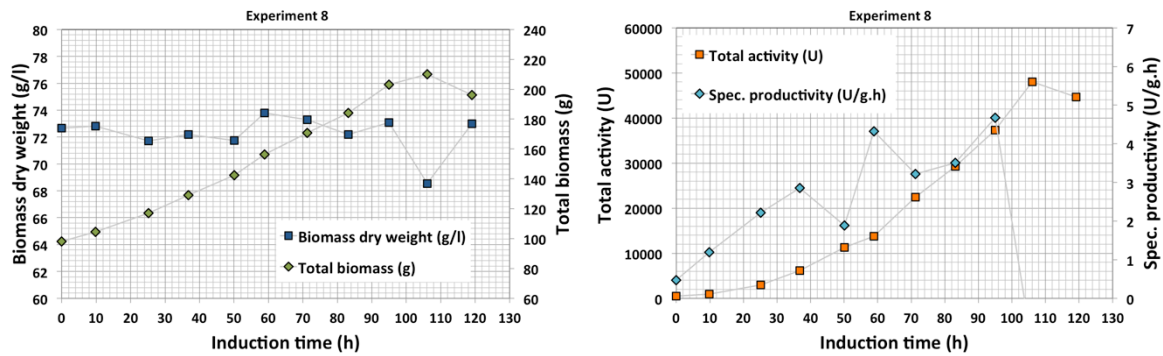 Experiment 8
Biomass dry weight (g/l)
80
78
76
74
72
70
68
66
64
62
60
240
220
200
180
160
140
120
100
80
60
Total biomass (g)
Biomass dry weight (g/l)
Total biomass (g)
0 10 20 30 40 50 60 70 80 90 100 110 120 130
Induction time (h)
Experiment 8
Total activity (U)
60000
50000
40000
30000
20000
10000
0
7
6
5
4
3
2
1
0
Spec. productivity (U/g.h)
Total activity (U)
Spec. productivity (U/g.h)
0 10 20 30 40 50 60 70 80 90 100 110 120 130
Induction time (h)